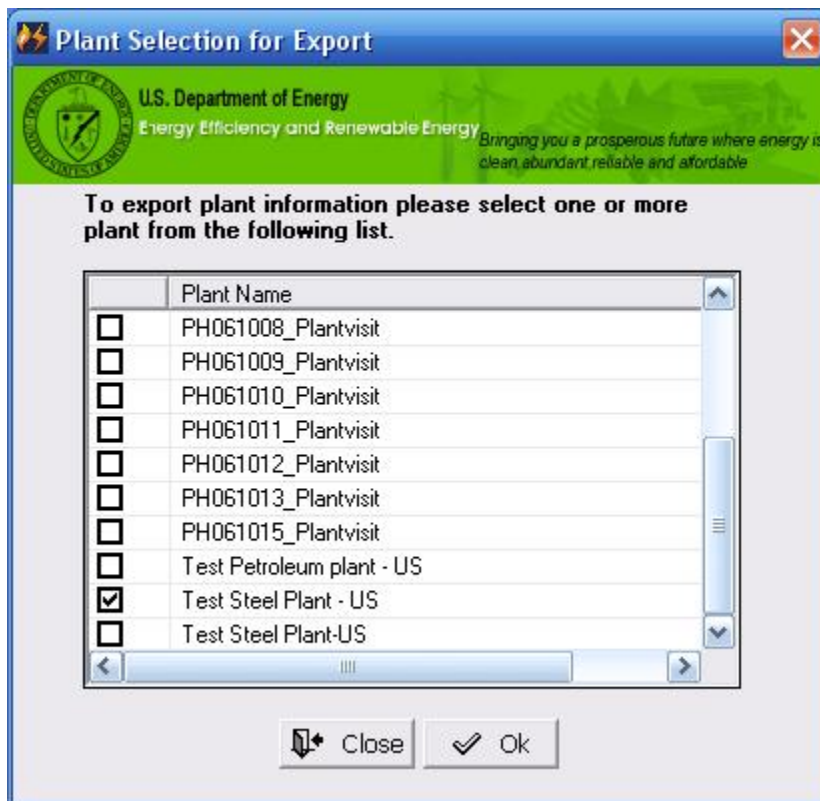 Plant Selection for Export
U.S. Department of Energy
Energy Efficiency and Renewable Energy
Bringing you a prosperous future where energy is
clean,abundant,reliable and affordable
To export plant information please select one or more
plant from the following list.
Plant Name
PH061008_Plantvisit
PH061009_Plantvisit
PH061010_Plantvisit
PH061011_Plantvisit
PH061012_Plantvisit
PH061013_Plantvisit
PH061015_Plantvisit
Test Petroleum plant - US
Test Steel Plant - US
Test Steel Plant-US
Close
Ok